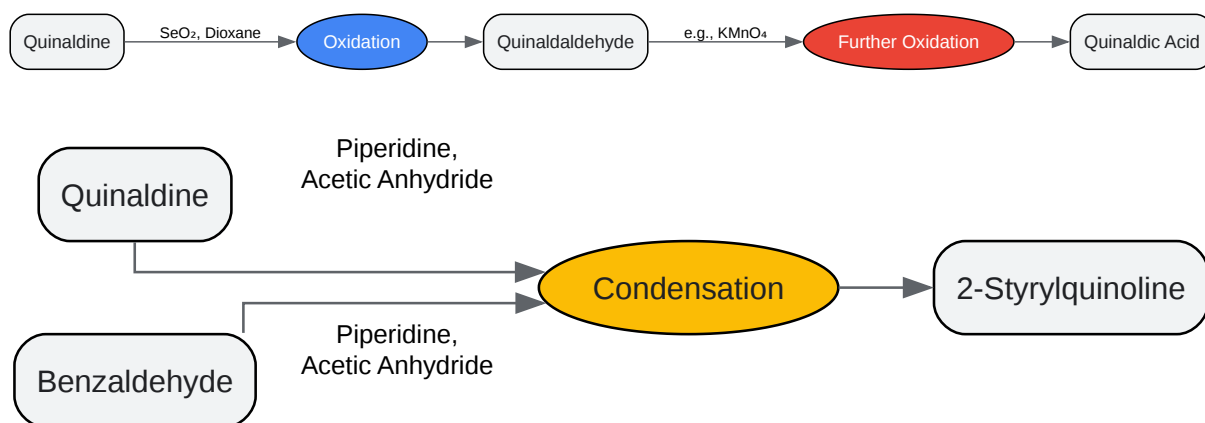 Quinaldine
SeO₂, Dioxane
Oxidation
Quinaldaldehyde
e.g., KMnO₄
Further Oxidation
Quinaldic Acid
Piperidine,
Acetic Anhydride
Quinaldine
Condensation
2-Styrylquinoline
Piperidine,
Acetic Anhydride
Benzaldehyde